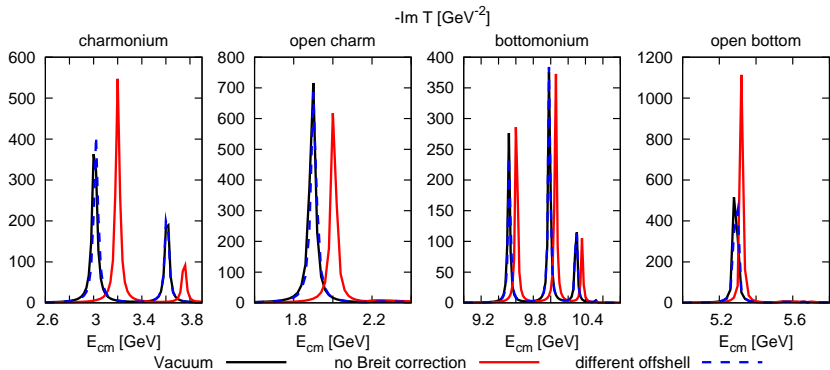 -Im T [GeV-2]
charmonium open charm bottomonium open bottom
600 500 400 300 200 100 0
2.6 3 3.4 3.8
E_cm [GeV]
800 700 600 500 400 300 200 100 0
1.8 2.2
E_cm [GeV]
400 350 300 250 200 150 100 50 0
9.2 9.8 10.4
E_cm [GeV]
1200 1000 800 600 400 200 0
5.2 5.6
E_cm [GeV]
Vacuum no Breit correction different offshell